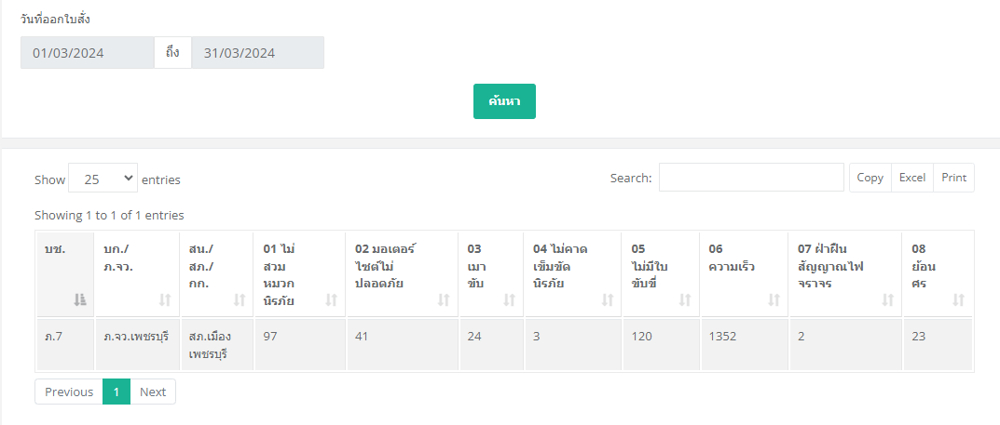 วันที่ออกใบสั่ง
01/03/2024 ถึง 31/03/2024
ค้นหา
Show 25 entries Search: Copy Excel Print
Showing 1 to 1 of 1 entries
บช. บก./ สน./ 01 ไม่ 02 มอเตอร์ 03 04 ไม่คาด 05 06 07 ฝ่าฝืน 08
ภ.จว. สภ./ สวม ไซต์ไม่ เมา เข็มขัด ไม่มีใบ ความเร็ว สัญญาณไฟ ย้อน
กก. หมวก ปลอดภัย ขับ นิรภัย ขับขี่ จราจร ศร
นิรภัย
ภ.7 ภ.จว.เพชรบุรี สภ.เมือง 97 41 24 3 120 1352 2 23
เพชรบุรี
Previous 1 Next